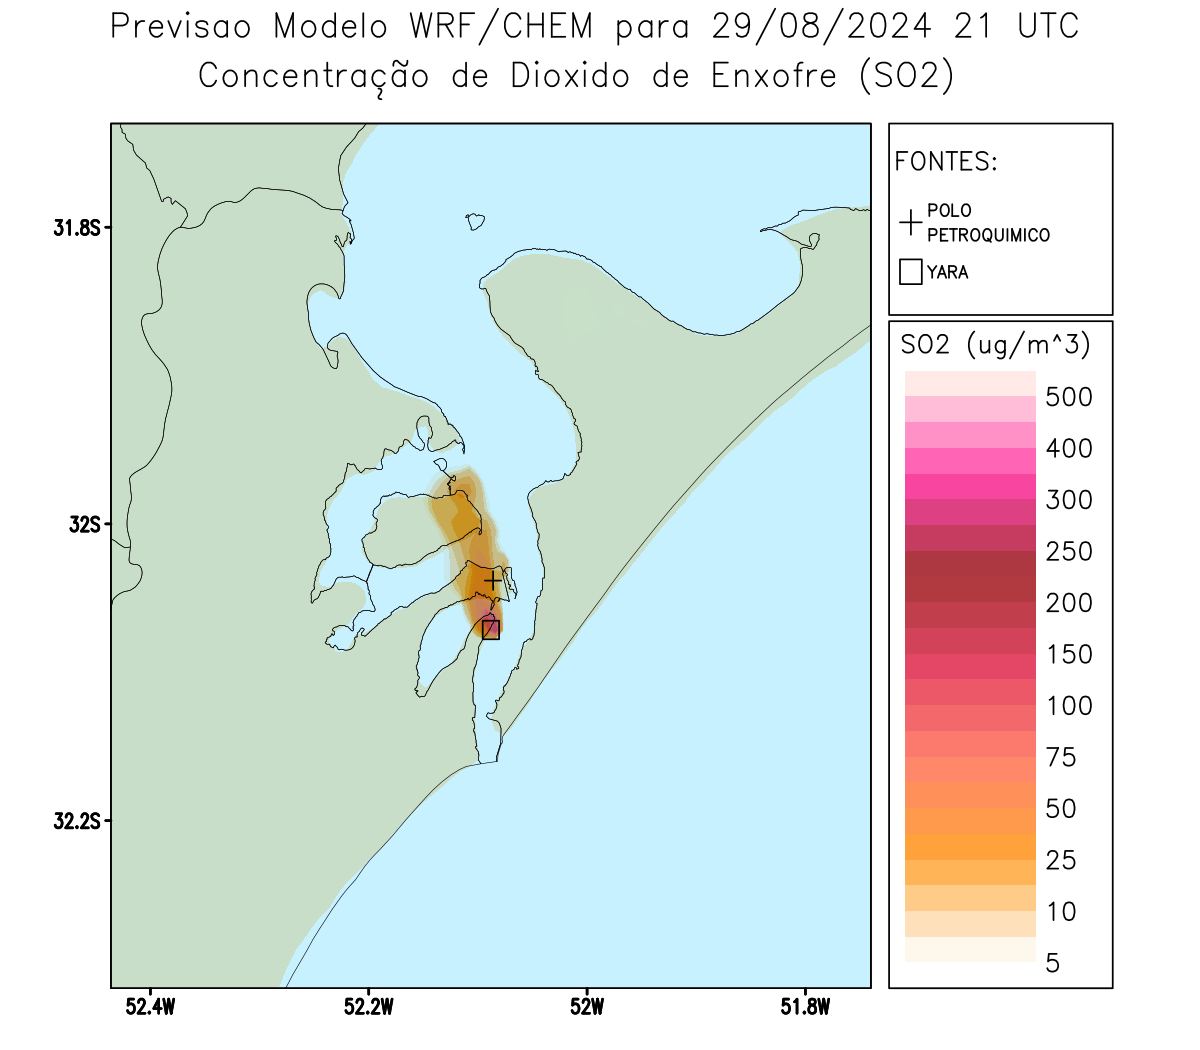 Previsao Modelo WRF/CHEM para 29/08/2024 21 UTC
Concentração de Dioxido de Enxofre (SO2)
FONTES:
POLO
PETROQUIMICO
YARA
31.8S
32S
32.2S
52.4W
52.2W
52W
51.8W
SO2 (ug/m^3)
500
400
300
250
200
150
100
75
50
25
10
5